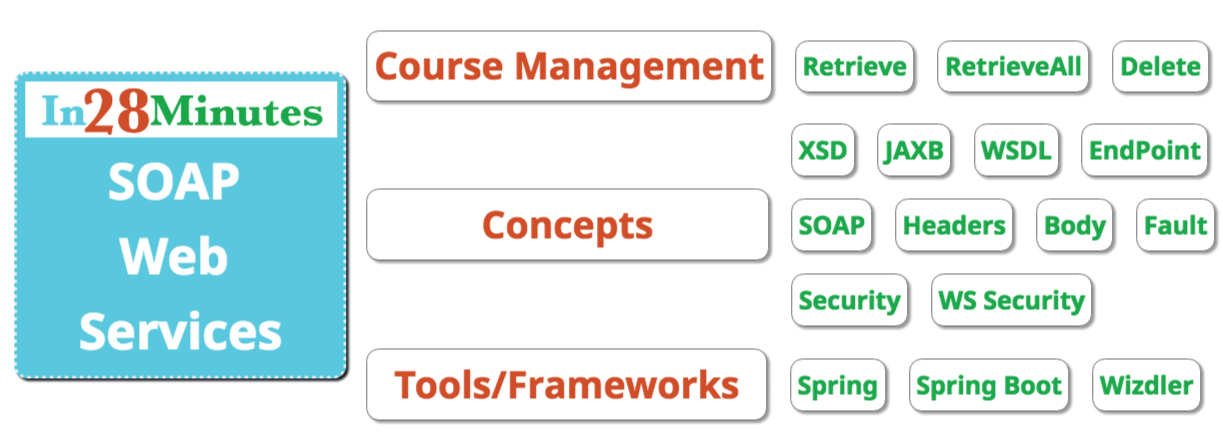 In28Minutes
SOAP
Web
Services
Course Management
Retrieve RetrieveAll Delete
XSD JAXB WSDL EndPoint
Concepts
SOAP Headers Body Fault
Security WS Security
Tools/Frameworks
Spring Spring Boot Wizdler